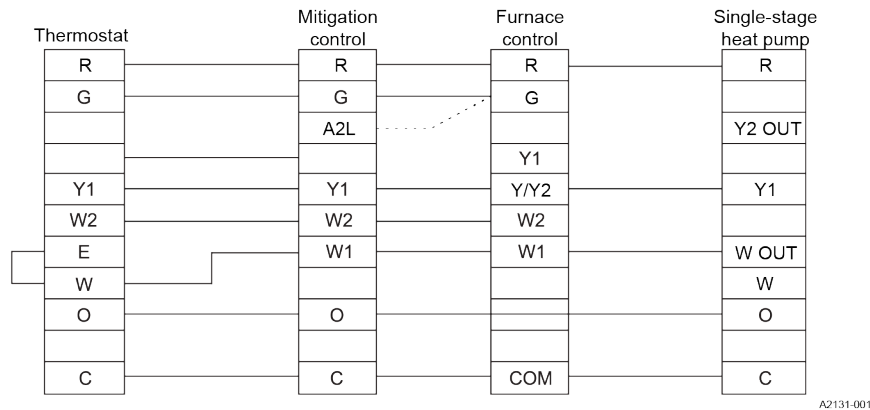 Thermostat
Mitigation
control
Furnace
control
Single-stage
heat pump
R R R R
G G G
A2L Y2 OUT
Y1
Y1 Y1 Y/Y2 Y1
W2 W2 W2
E W1 W1 W OUT
W W
O O O
C C COM C
A2131-001